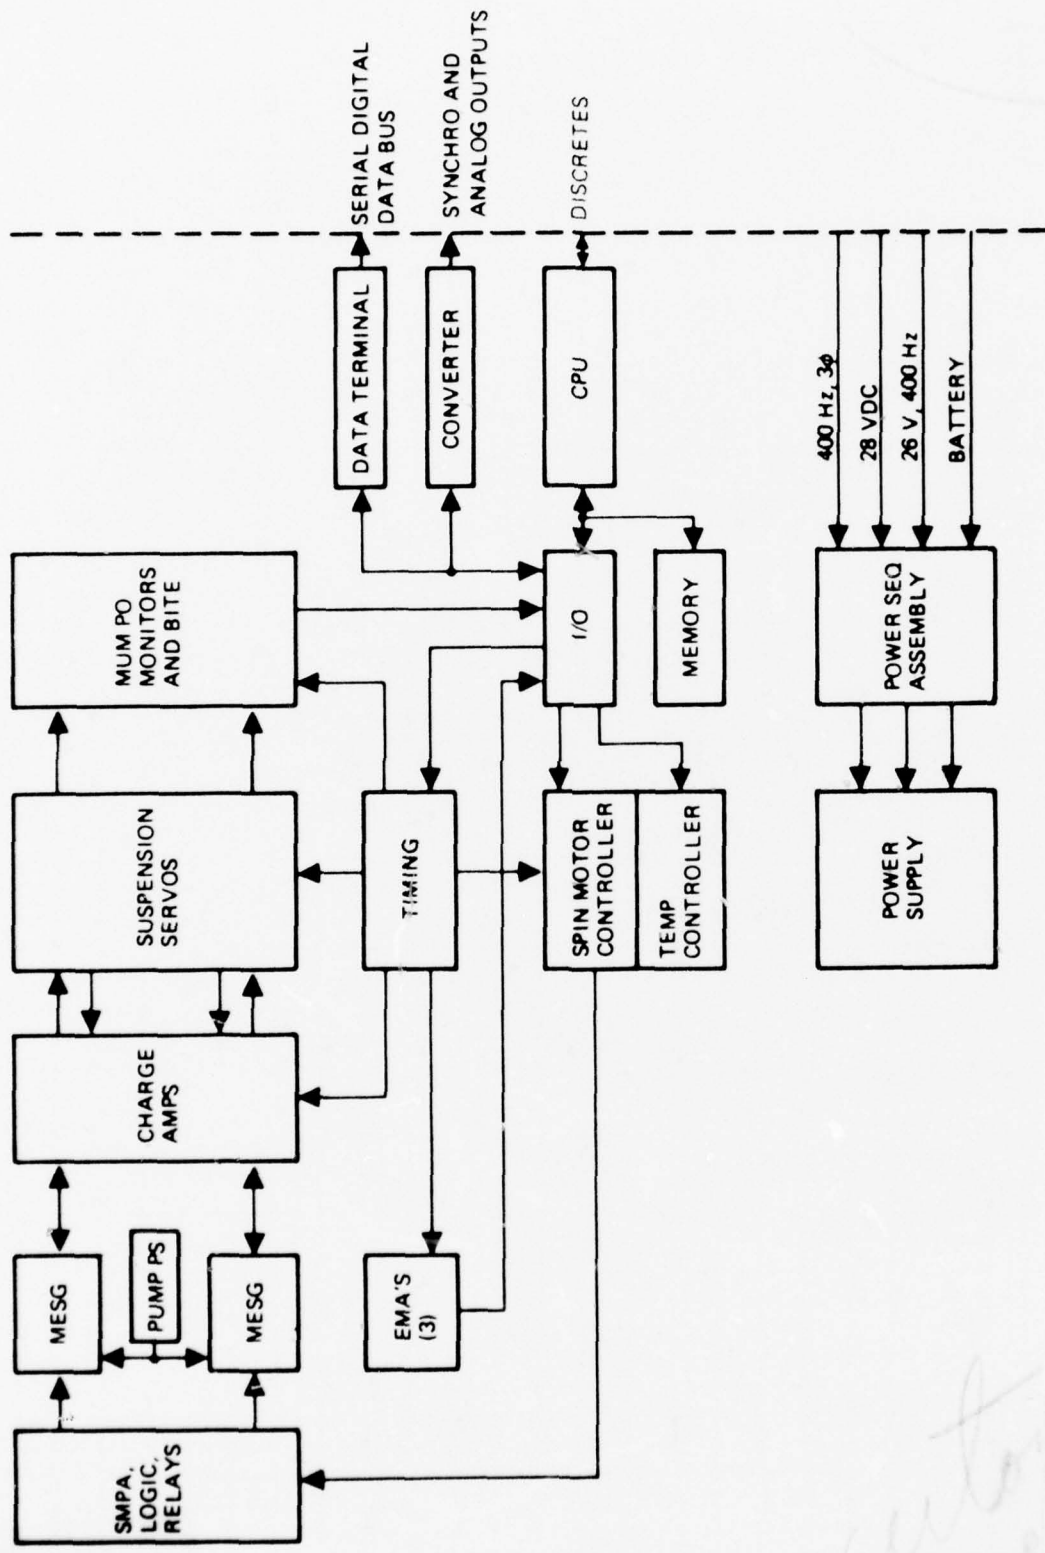 SMPA,
LOGIC,
RELAYS
MESG
PUMP PS
MESG
CHARGE
AMPS
SUSPENSION
SERVOS
MUM PO
MONITORS
AND BITE
EMA'S
(3)
TIMING
DATA TERMINAL
SERIAL DIGITAL
DATA BUS
CONVERTER
SYNCHRO AND
ANALOG OUTPUTS
SPIN MOTOR
CONTROLLER
TEMP
CONTROLLER
I/O
CPU
DISCRETES
MEMORY
POWER
SUPPLY
POWER SEQ
ASSEMBLY
400 Hz, 3ϕ
28 VDC
26 V, 400 Hz
BATTERY